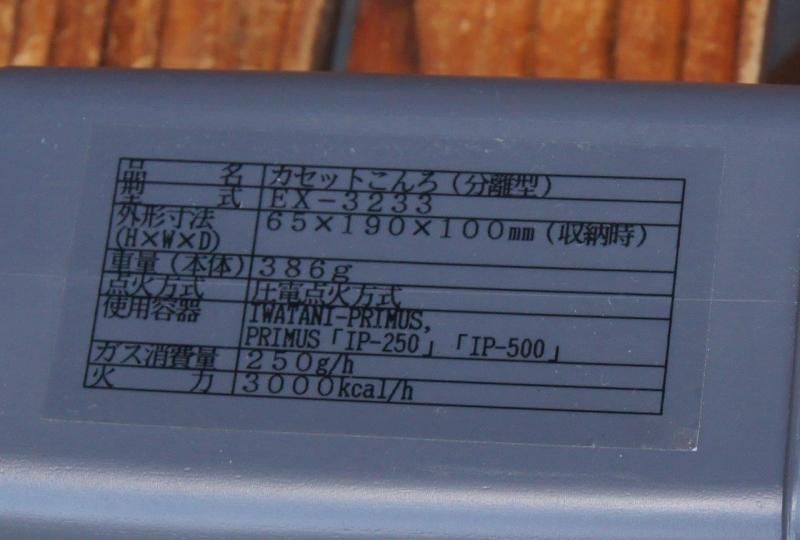 品名 カセットこんろ（分離型）
型式 EX－3233
外形寸法 65×190×100mm（収納時）
(H×W×D)
重量（本体） 386g
点火方式 圧電点火方式
使用容器 IWATANI-PRIMUS,
PRIMUS「IP-250」「IP-500」
ガス消費量 250g/h
火力 3000kcal/h